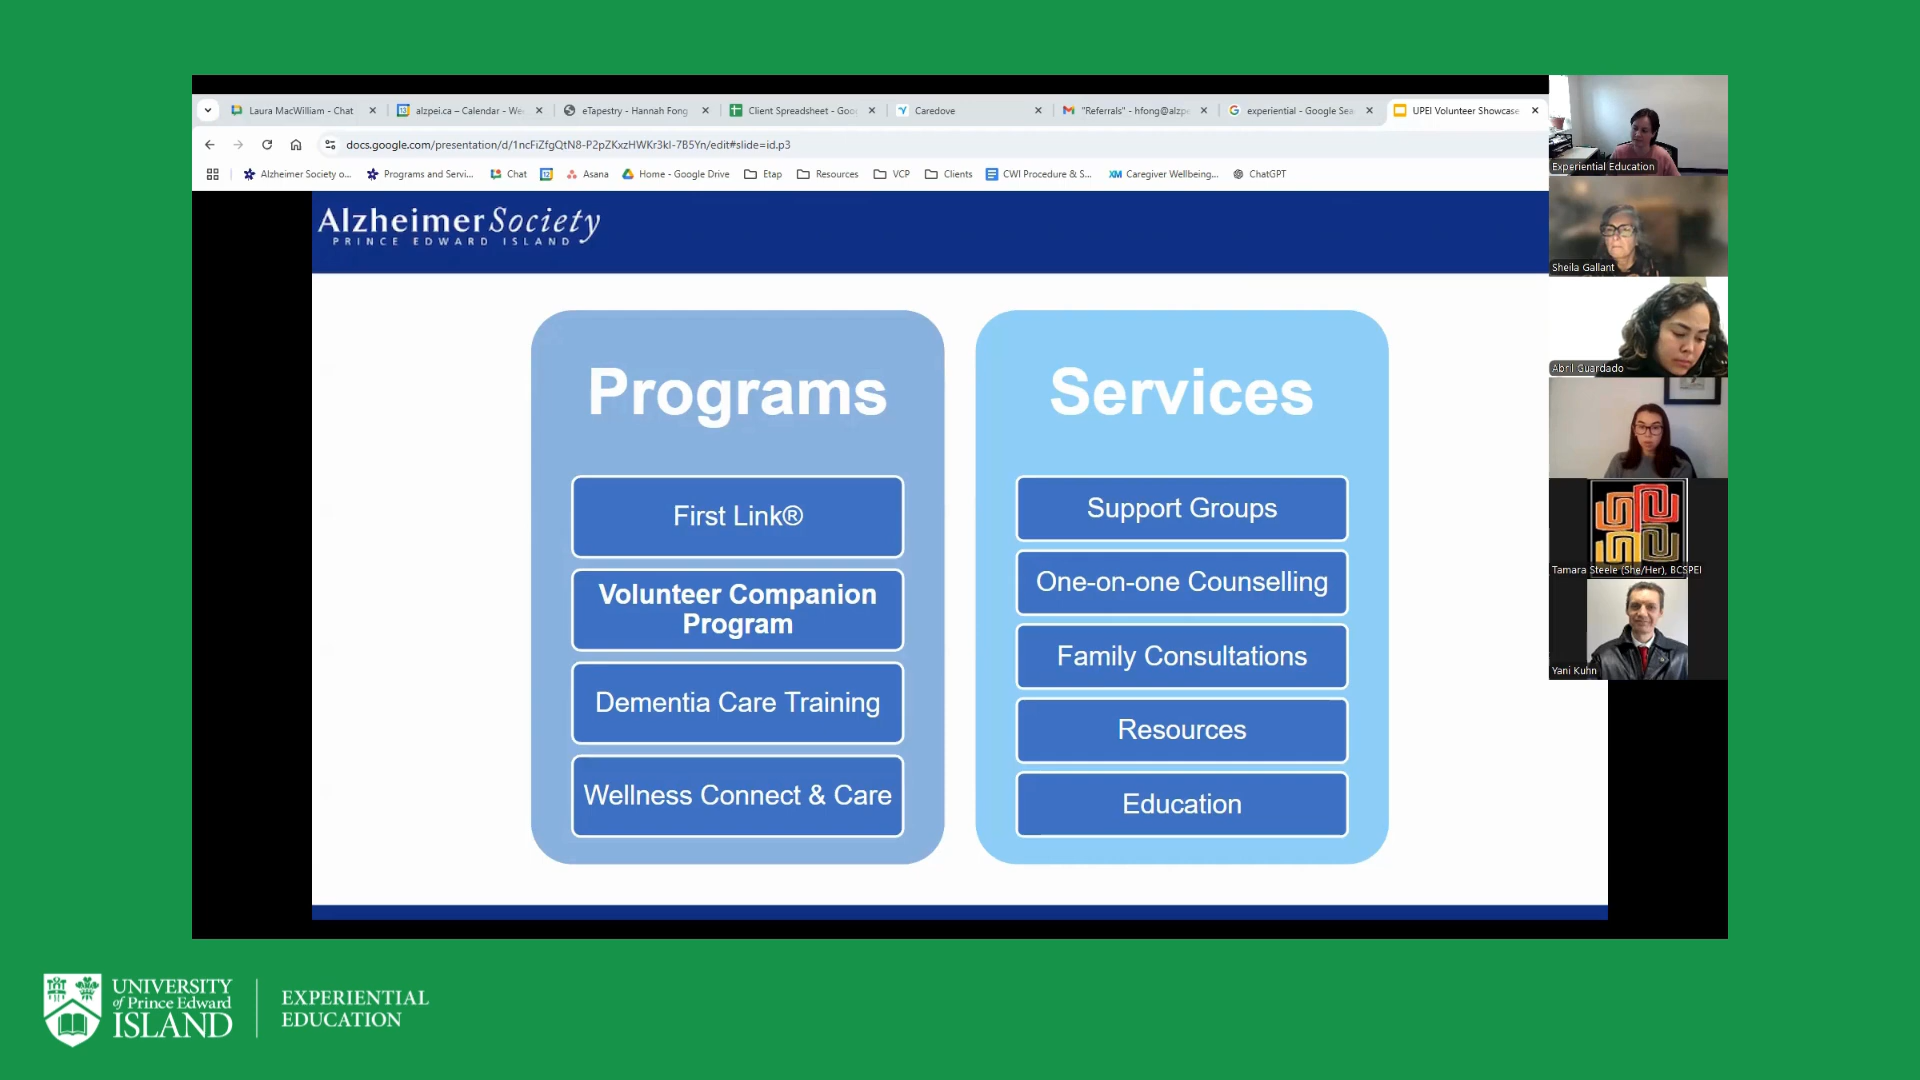 Laura MacWilliam - Chat
alzpei.ca – Calendar - We
eTapestry - Hannah Fong
Client Spreadsheet - Goo
Caredove
"Referrals" - hfong@alzpe
experiential - Google Sea
UPEI Volunteer Showcase
docs.google.com/presentation/d/1ncFiZfgQtN8-P2pZKxzHWKr3kI-7B5Yn/edit#slide=id.p3
Alzheimer Society o...
Programs and Servi...
Chat
Asana
Home - Google Drive
Etap
Resources
VCP
Clients
CWI Procedure & S...
Caregiver Wellbeing...
ChatGPT
Alzheimer Society
PRINCE EDWARD ISLAND
Programs
First Link®
Volunteer Companion
Program
Dementia Care Training
Wellness Connect & Care
Services
Support Groups
One-on-one Counselling
Family Consultations
Resources
Education
Experiential Education
Sheila Gallant
Abril Guardado
Tamara Steele (She/Her), BCSPEI
Yani Kuhn
UNIVERSITY
of Prince Edward
ISLAND
EXPERIENTIAL
EDUCATION